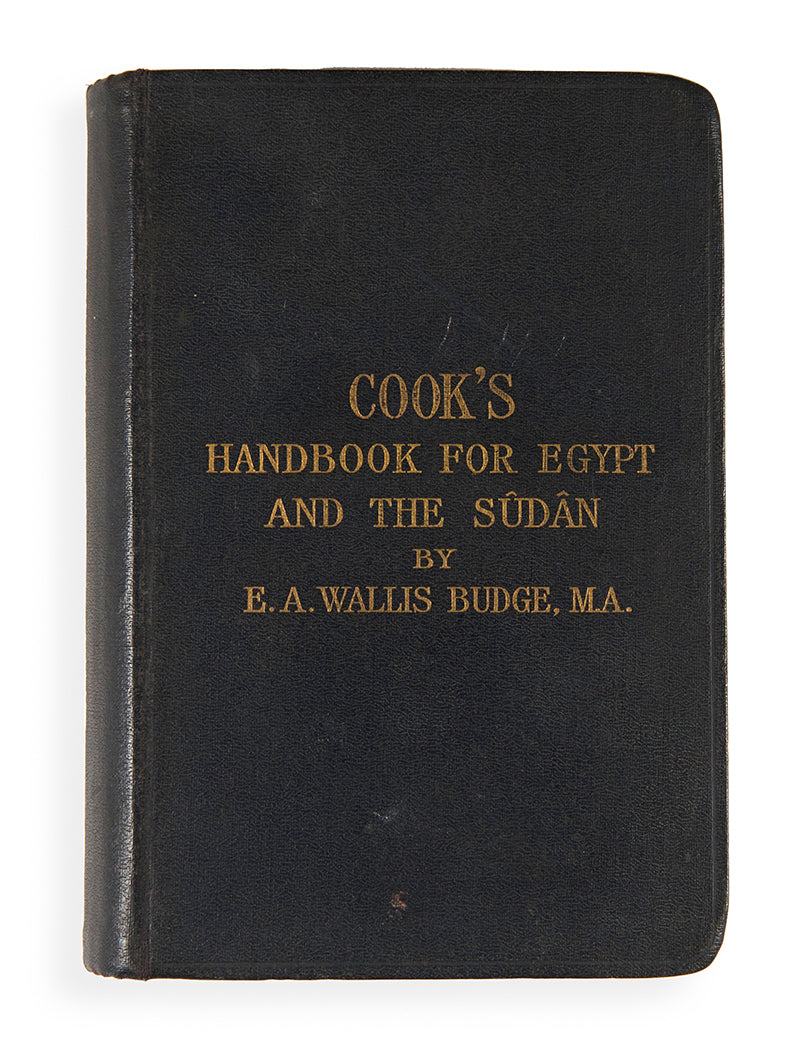 COOK'S
HANDBOOK FOR EGYPT
AND THE SÛDÂN
BY
E. A. WALLIS BUDGE, M.A.